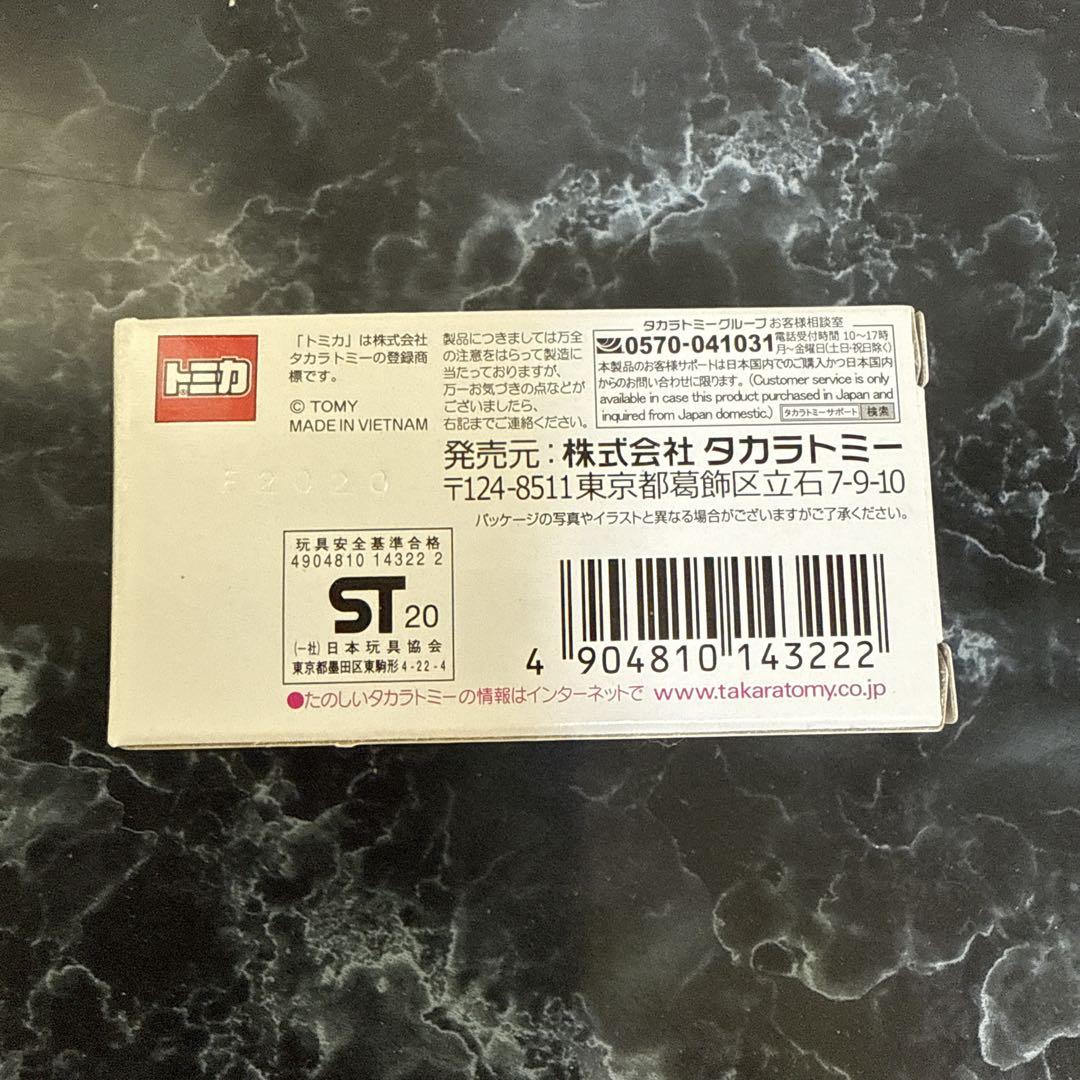 トミカ
®
「トミカ」は株式会社
タカラトミーの登録商
標です。
© TOMY
MADE IN VIETNAM
製品につきましては万全
の注意をはらって製造に
当たっておりますが、
万一お気づきの点などが
ございましたら、
右記までご連絡ください。
タカラトミーグループ お客様相談室
0570-041031 電話受付時間 10〜17時
月〜金曜日(土日・祝日除く)
本製品のお客様サポートは日本国内でのご購入かつ日本国内
からのお問い合わせに限ります。(Customer service is only
available in case this product purchased in Japan and
inquired from Japan domestic.) タカラトミーサポート 検索
発売元：株式会社 タカラトミー
〒124-8511 東京都葛飾区立石7-9-10
パッケージの写真やイラストと異なる場合がございますがご了承ください。
F2020
玩具安全基準合格
4904810 14322 2
ST 20
(一社)日本玩具協会
東京都墨田区東駒形4-22-4
4 904810 143222
●たのしいタカラトミーの情報はインターネットで www.takaratomy.co.jp